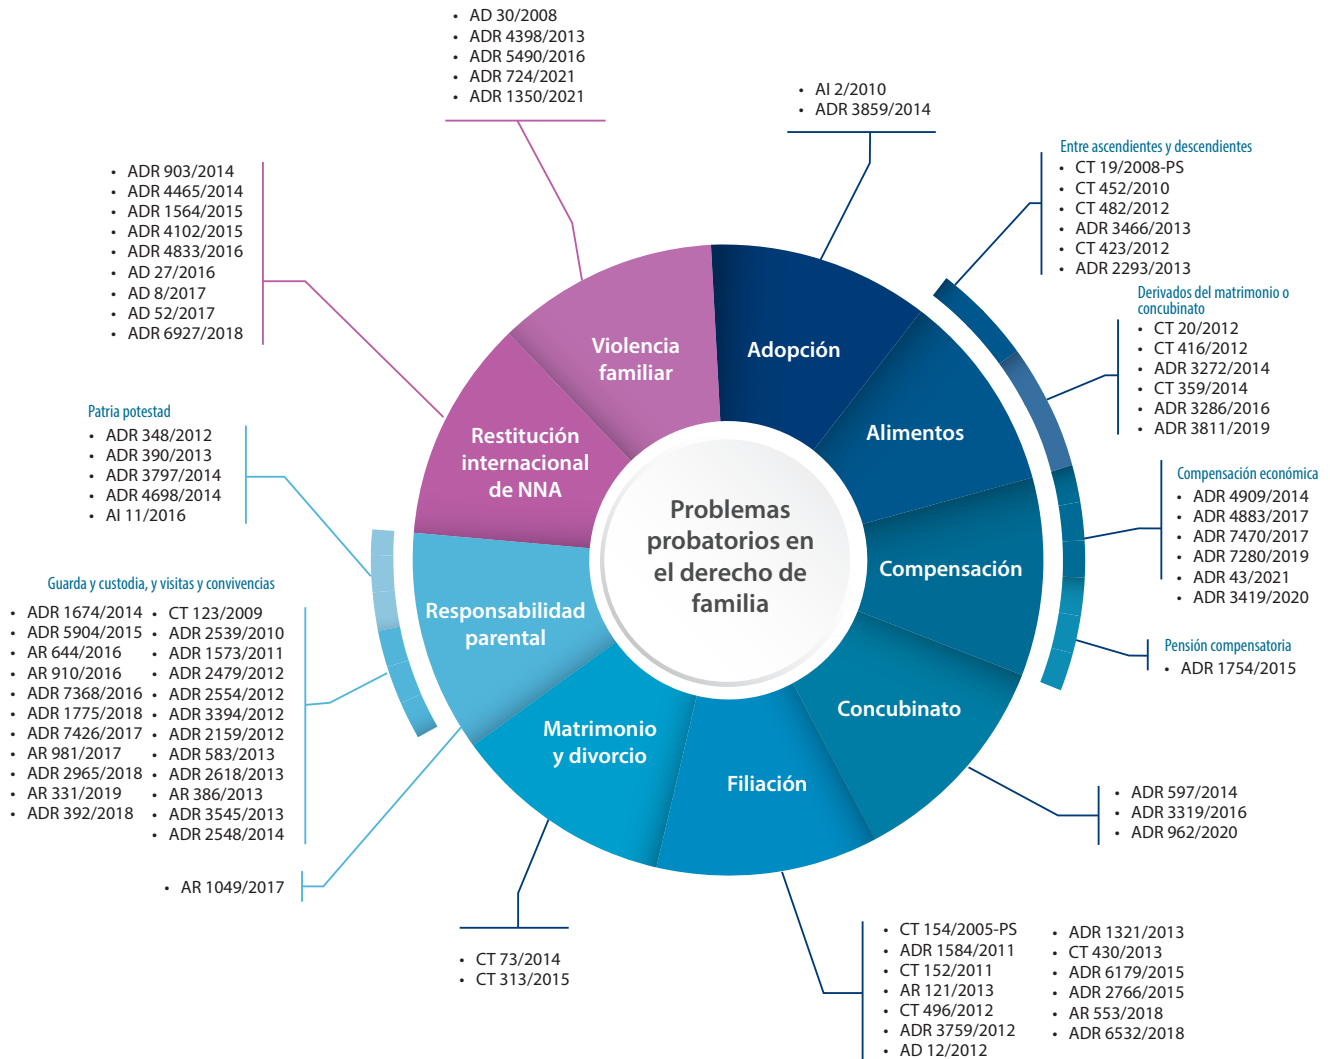 • AD 30/2008
• ADR 4398/2013
• ADR 5490/2016
• ADR 724/2021
• ADR 1350/2021
• AI 2/2010
• ADR 3859/2014
Entre ascendientes y descendientes
• CT 19/2008-PS
• CT 452/2010
• CT 482/2012
• ADR 3466/2013
• CT 423/2012
• ADR 2293/2013
Derivados del matrimonio o
concubinato
• CT 20/2012
• CT 416/2012
• ADR 3272/2014
• CT 359/2014
• ADR 3286/2016
• ADR 3811/2019
Compensación económica
• ADR 4909/2014
• ADR 4883/2017
• ADR 7470/2017
• ADR 7280/2019
• ADR 43/2021
• ADR 3419/2020
Pensión compensatoria
• ADR 1754/2015
• ADR 597/2014
• ADR 3319/2016
• ADR 962/2020
• CT 154/2005-PS
• ADR 1584/2011
• CT 152/2011
• AR 121/2013
• CT 496/2012
• ADR 3759/2012
• AD 12/2012
• ADR 1321/2013
• CT 430/2013
• ADR 6179/2015
• ADR 2766/2015
• AR 553/2018
• ADR 6532/2018
• CT 73/2014
• CT 313/2015
• AR 1049/2017
Guarda y custodia, y visitas y convivencias
• ADR 1674/2014
• ADR 5904/2015
• AR 644/2016
• AR 910/2016
• ADR 7368/2016
• ADR 1775/2018
• ADR 7426/2017
• AR 981/2017
• ADR 2965/2018
• AR 331/2019
• ADR 392/2018
• CT 123/2009
• ADR 2539/2010
• ADR 1573/2011
• ADR 2479/2012
• ADR 2554/2012
• ADR 3394/2012
• ADR 2159/2012
• ADR 583/2013
• ADR 2618/2013
• AR 386/2013
• ADR 3545/2013
• ADR 2548/2014
Patria potestad
• ADR 348/2012
• ADR 390/2013
• ADR 3797/2014
• ADR 4698/2014
• AI 11/2016
• ADR 903/2014
• ADR 4465/2014
• ADR 1564/2015
• ADR 4102/2015
• ADR 4833/2016
• AD 27/2016
• AD 8/2017
• AD 52/2017
• ADR 6927/2018
Violencia
familiar
Adopción
Alimentos
Compensación
Concubinato
Filiación
Matrimonio
y divorcio
Responsabilidad
parental
Restitución
internacional
de NNA
Problemas
probatorios en
el derecho de
familia